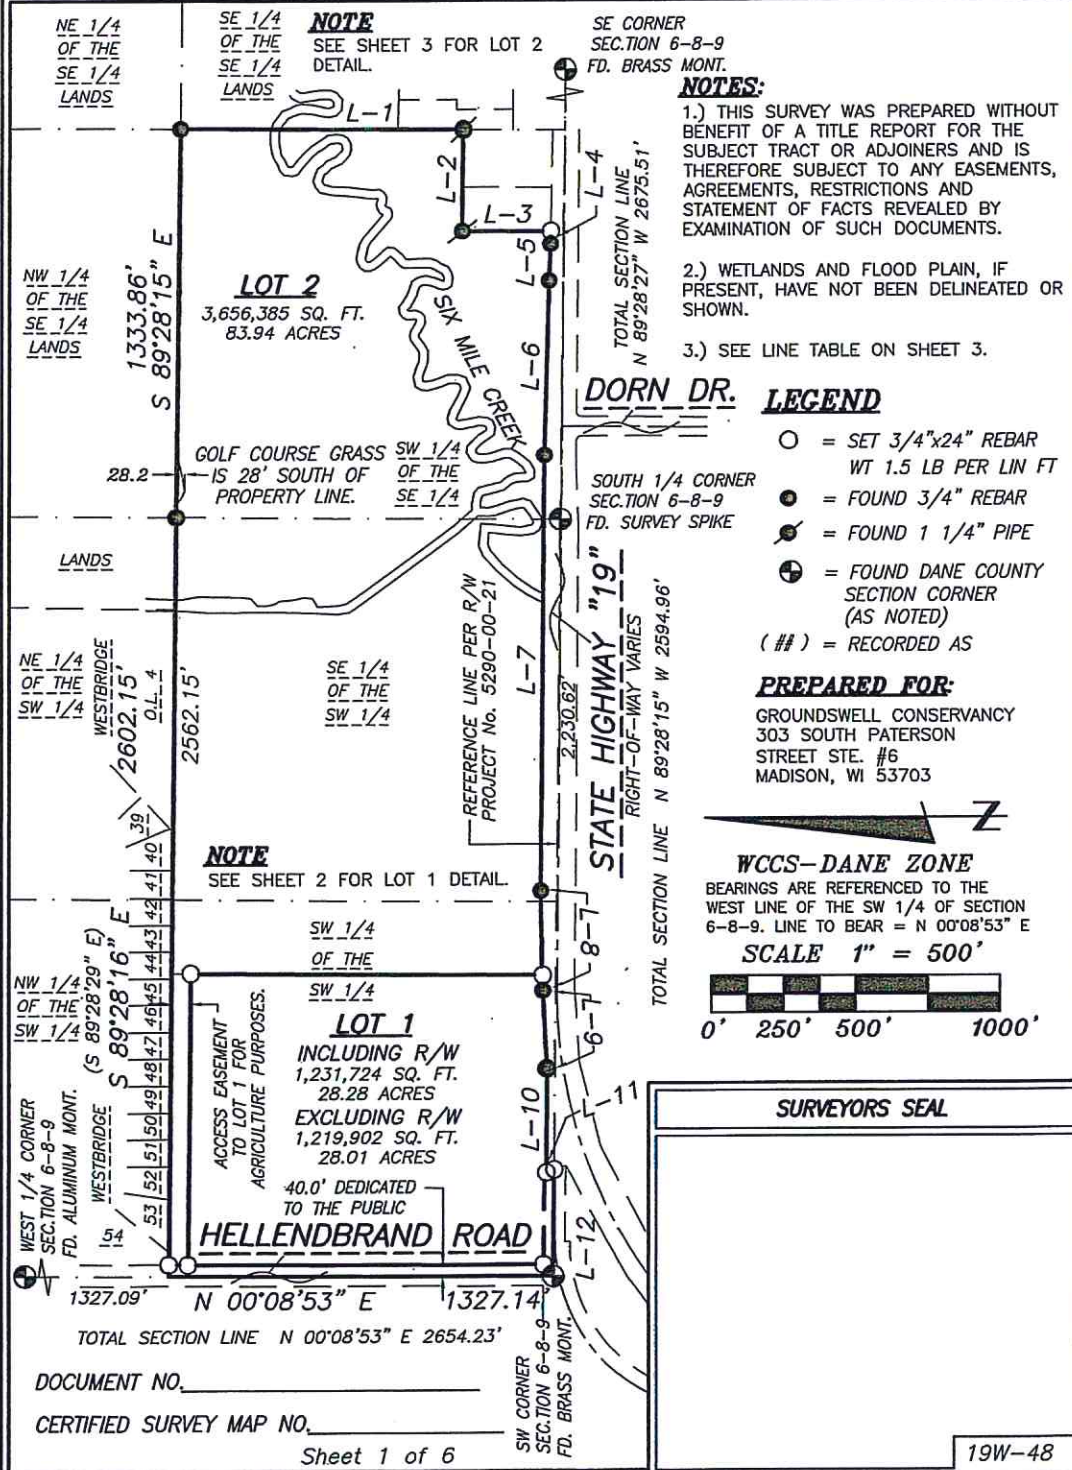 NE 1/4
OF THE
SE 1/4
LANDS
SE 1/4
OF THE
SE 1/4
LANDS
NOTE
SEE SHEET 3 FOR LOT 2
DETAIL.
SE CORNER
SECTION 6-8-9
FD. BRASS MONT.
NOTES:
1.) THIS SURVEY WAS PREPARED WITHOUT
BENEFIT OF A TITLE REPORT FOR THE
SUBJECT TRACT OR ADJOINERS AND IS
THEREFORE SUBJECT TO ANY EASEMENTS,
AGREEMENTS, RESTRICTIONS AND
STATEMENT OF FACTS REVEALED BY
EXAMINATION OF SUCH DOCUMENTS.
2.) WETLANDS AND FLOOD PLAIN, IF
PRESENT, HAVE NOT BEEN DELINEATED OR
SHOWN.
3.) SEE LINE TABLE ON SHEET 3.
L-1
L-2
L-3
L-4
L-5
L-6
TOTAL SECTION LINE
N 89°28'27" W 2675.51'
1333.86'
S 89°28'15" E
NW 1/4
OF THE
SE 1/4
LANDS
LOT 2
3,656,385 SQ. FT.
83.94 ACRES
SIX MILE CREEK
DORN DR.
LEGEND
= SET 3/4"x24" REBAR
WT 1.5 LB PER LIN FT
= FOUND 3/4" REBAR
= FOUND 1 1/4" PIPE
= FOUND DANE COUNTY
SECTION CORNER
(AS NOTED)
(##) = RECORDED AS
28.2
GOLF COURSE GRASS
IS 28' SOUTH OF
PROPERTY LINE.
SW 1/4
OF THE
SE 1/4
SOUTH 1/4 CORNER
SECTION 6-8-9
FD. SURVEY SPIKE
LANDS
NE 1/4
OF THE
SW 1/4
WESTBRIDGE
O.L. 4
2602.15'
2562.15'
SE 1/4
OF THE
SW 1/4
REFERENCE LINE PER R/W
PROJECT No. 5290-00-21
L-7
2,230.62'
STATE HIGHWAY "19"
RIGHT-OF-WAY VARIES
TOTAL SECTION LINE N 89°28'15" W 2594.96'
PREPARED FOR:
GROUNDSWELL CONSERVANCY
303 SOUTH PATERSON
STREET STE. #6
MADISON, WI 53703
Z
WCCS-DANE ZONE
BEARINGS ARE REFERENCED TO THE
WEST LINE OF THE SW 1/4 OF SECTION
6-8-9. LINE TO BEAR = N 00°08'53" E
SCALE 1" = 500'
0' 250' 500' 1000'
NOTE
SEE SHEET 2 FOR LOT 1 DETAIL.
39
40
41
42
43
44
45
46
47
48
49
50
51
52
53
54
(S 89°28'29" E)
S 89°28'16" E
NW 1/4
OF THE
SW 1/4
SW 1/4
OF THE
SW 1/4
L-8
L-9
L-10
L-11
L-12
ACCESS EASEMENT
TO LOT 1 FOR
AGRICULTURE PURPOSES.
LOT 1
INCLUDING R/W
1,231,724 SQ. FT.
28.28 ACRES
EXCLUDING R/W
1,219,902 SQ. FT.
28.01 ACRES
40.0' DEDICATED
TO THE PUBLIC
WESTBRIDGE
WEST 1/4 CORNER
SECTION 6-8-9
FD. ALUMINUM MONT.
HELLENDBRAND ROAD
1327.09'
N 00°08'53" E
1327.14'
TOTAL SECTION LINE N 00°08'53" E 2654.23'
SW CORNER
SECTION 6-8-9
FD. BRASS MONT.
SURVEYORS SEAL
DOCUMENT NO.
CERTIFIED SURVEY MAP NO.
Sheet 1 of 6
19W-48